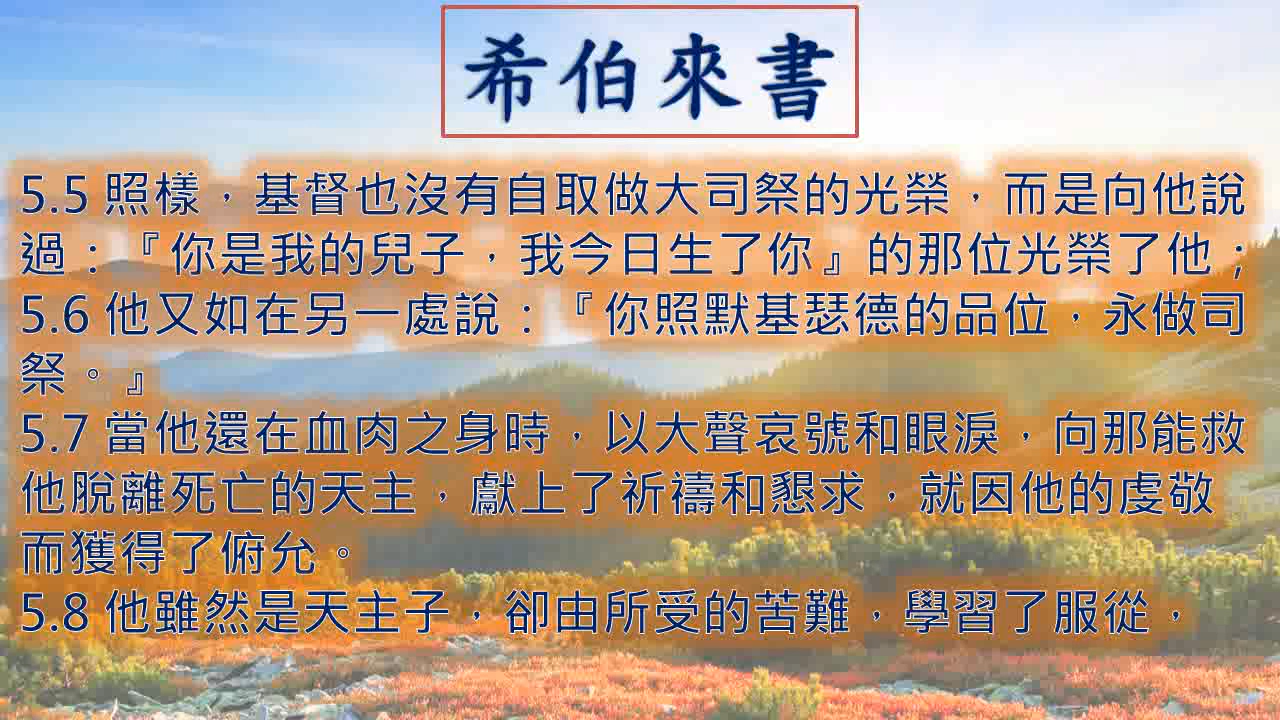 希伯來書
5.5 照樣，基督也沒有自取做大司祭的光榮，而是向他說
過：『你是我的兒子，我今日生了你』的那位光榮了他；
5.6 他又如在另一處說：『你照默基瑟德的品位，永做司
祭。』
5.7 當他還在血肉之身時，以大聲哀號和眼淚，向那能救
他脫離死亡的天主，獻上了祈禱和懇求，就因他的虔敬
而獲得了俯允。
5.8 他雖然是天主子，卻由所受的苦難，學習了服從，